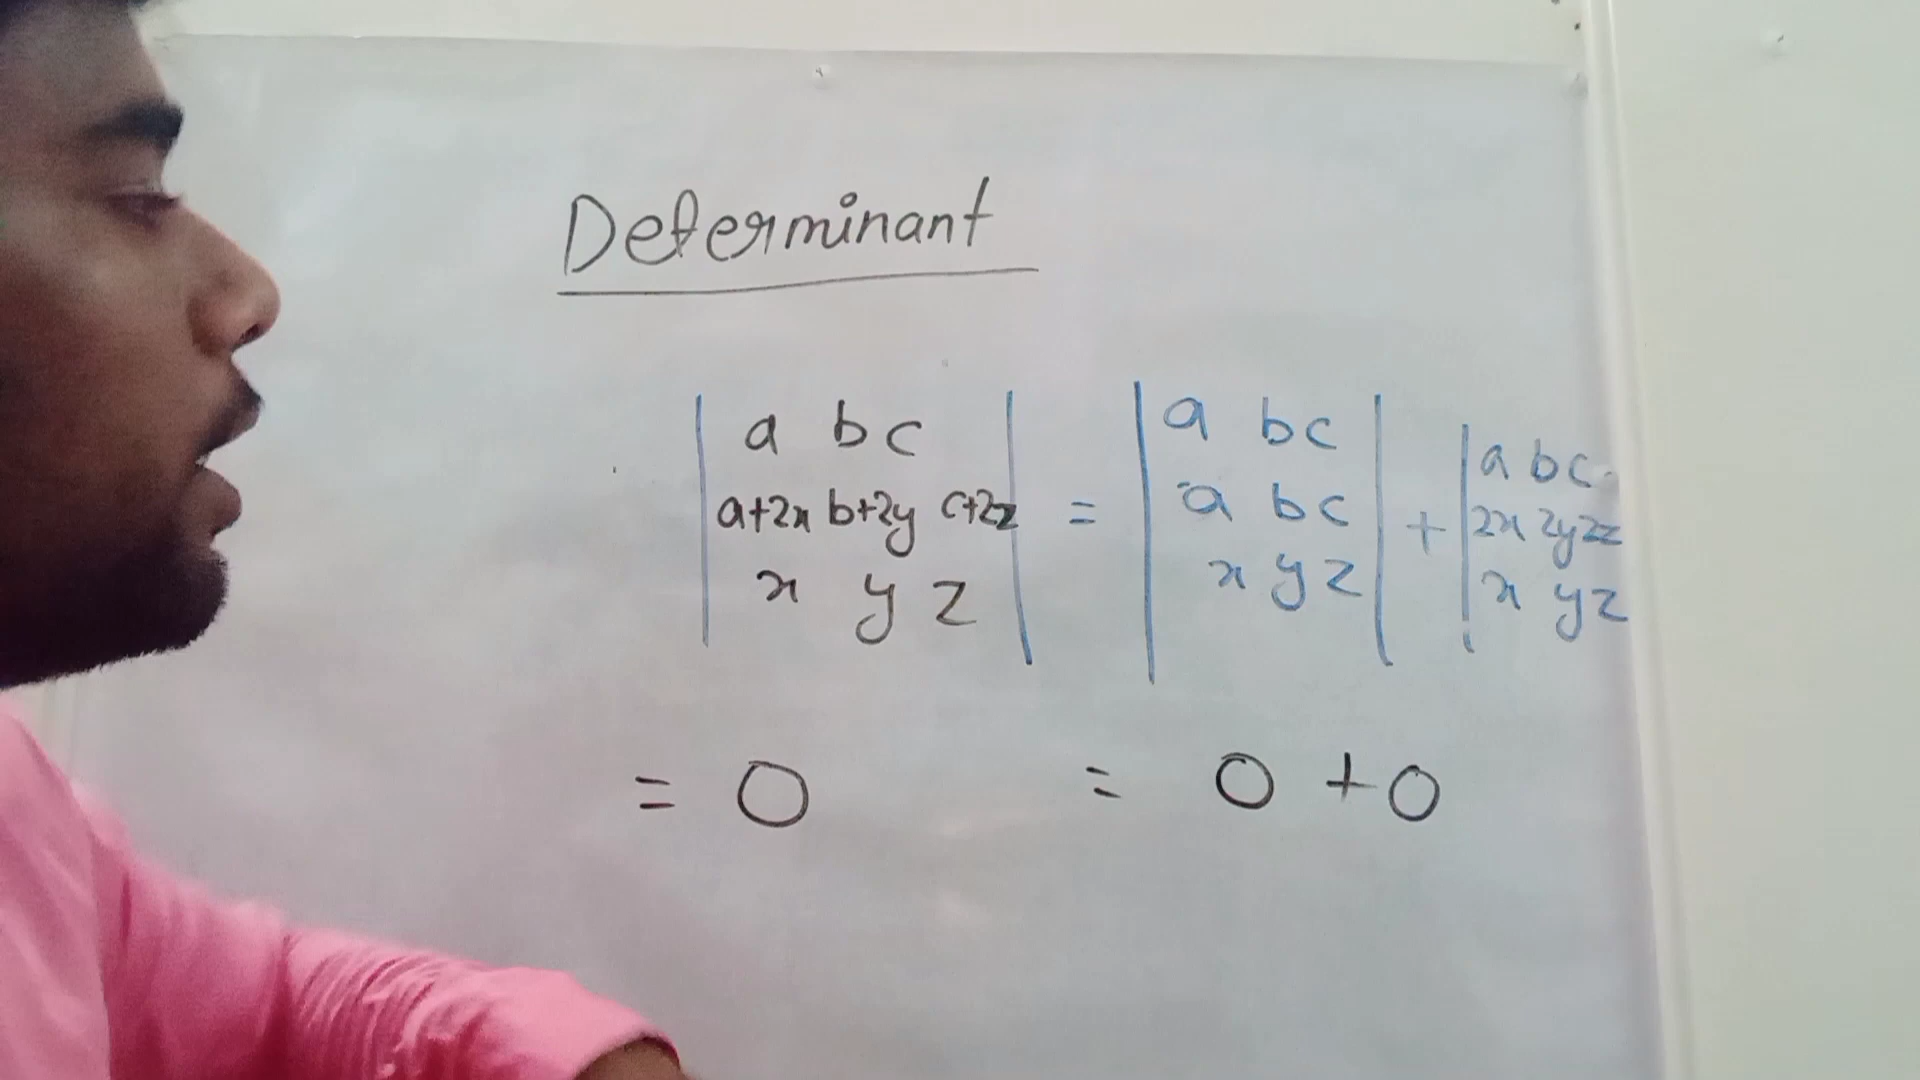 Determinant
| a b c | = | a b c | + | a b c
| a+2x b+2y c+2z | = | a b c | + | 2x 2y 2z
| x y z | | x y z | | x y z
= 0 = 0 + 0